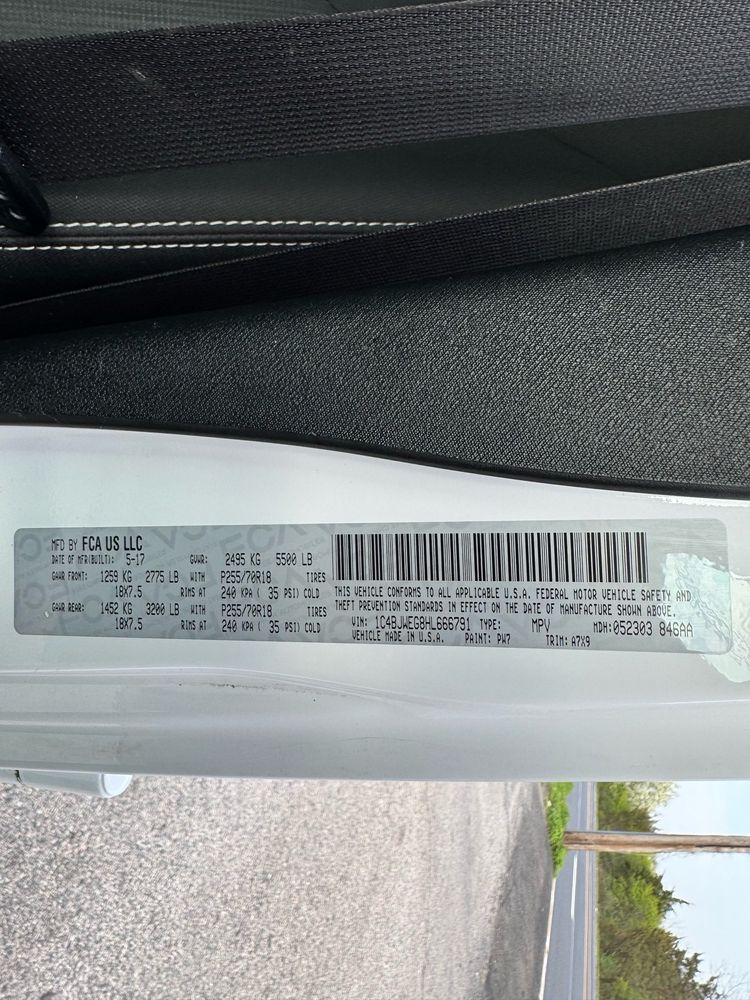 MFD BY FCA US LLC
DATE OF MFR(BUILT): 5-17 GVWR: 2495 KG 5500 LB
GAWR FRONT: 1259 KG 2775 LB WITH P255/70R18 TIRES
18X7.5 RIMS AT 240 KPA ( 35 PSI) COLD
GAWR REAR: 1452 KG 3200 LB WITH P255/70R18 TIRES
18X7.5 RIMS AT 240 KPA ( 35 PSI) COLD
THIS VEHICLE CONFORMS TO ALL APPLICABLE U.S.A. FEDERAL MOTOR VEHICLE SAFETY AND
THEFT PREVENTION STANDARDS IN EFFECT ON THE DATE OF MANUFACTURE SHOWN ABOVE.
VIN: 1C4BJWEG8HL666791 TYPE: MPV MDH:052303 846AA
VEHICLE MADE IN U.S.A. PAINT: PW7 TRIM: A7X9